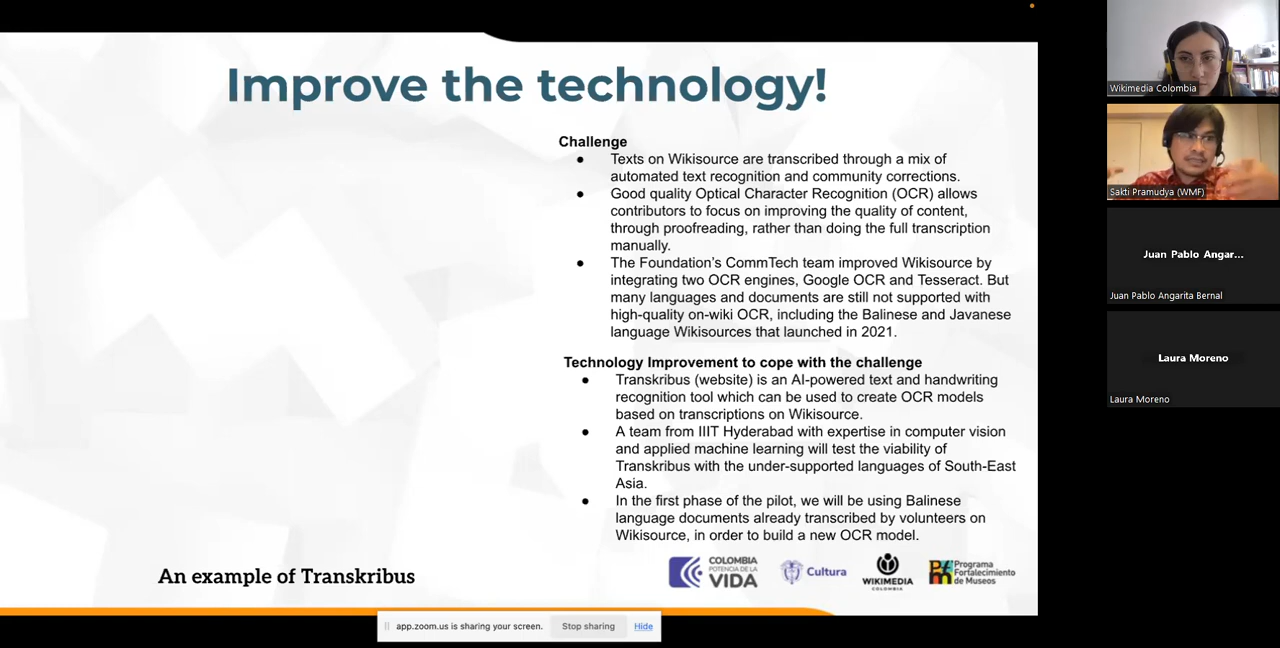 Improve the technology!
Challenge
● Texts on Wikisource are transcribed through a mix of
automated text recognition and community corrections.
● Good quality Optical Character Recognition (OCR) allows
contributors to focus on improving the quality of content,
through proofreading, rather than doing the full transcription
manually.
● The Foundation’s CommTech team improved Wikisource by
integrating two OCR engines, Google OCR and Tesseract. But
many languages and documents are still not supported with
high-quality on-wiki OCR, including the Balinese and Javanese
language Wikisources that launched in 2021.
Technology Improvement to cope with the challenge
● Transkribus (website) is an AI-powered text and handwriting
recognition tool which can be used to create OCR models
based on transcriptions on Wikisource.
● A team from IIIT Hyderabad with expertise in computer vision
and applied machine learning will test the viability of
Transkribus with the under-supported languages of South-East
Asia.
● In the first phase of the pilot, we will be using Balinese
language documents already transcribed by volunteers on
Wikisource, in order to build a new OCR model.
An example of Transkribus
COLOMBIA
POTENCIA DE LA
VIDA
Cultura
WIKIMEDIA
COLOMBIA
Programa
Fortalecimiento
de Museos
app.zoom.us is sharing your screen.
Stop sharing
Hide
Wikimedia Colombia
Sakti Pramudya (WMF)
Juan Pablo Angar...
Juan Pablo Angarita Bernal
Laura Moreno
Laura Moreno